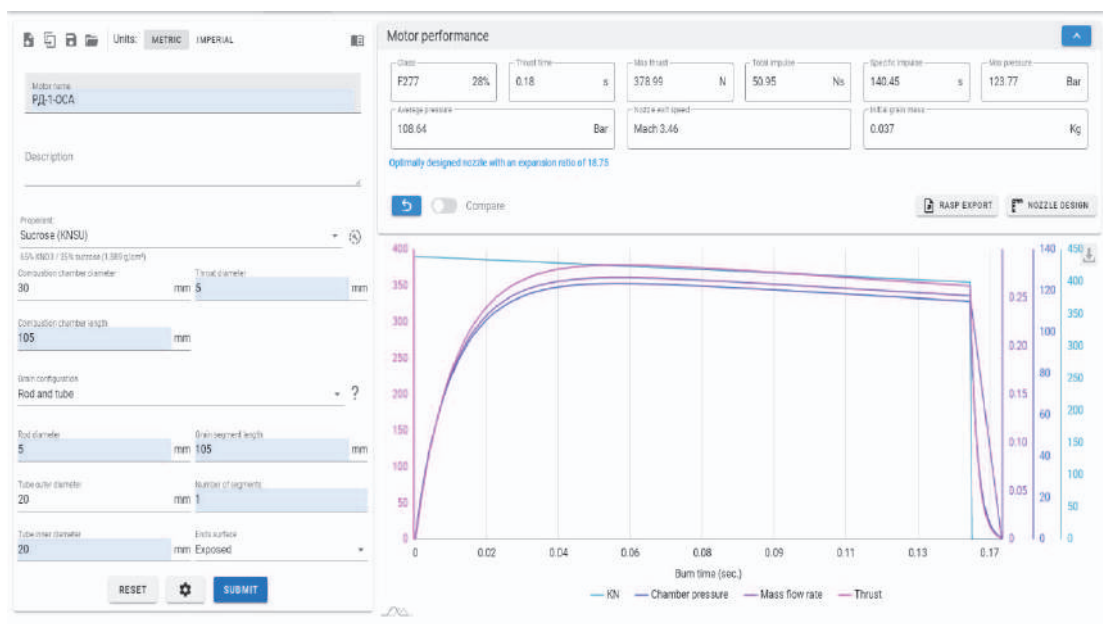 Units: METRIC IMPERIAL
Motor name
РД-1-ОСА
Description
Propellant
Sucrose (KNSU)
65% KNO3 / 35% sucrose (1.889 g/cm³)
Combustion chamber diameter
30 mm
Throat diameter
5 mm
Combustion chamber length
105 mm
Grain configuration
Rod and tube
?
Rod diameter
5 mm
Grain segment length
105 mm
Tube outer diameter
20 mm
Number of segments
1
Tube inner diameter
20 mm
Ends surface
Exposed
RESET
SUBMIT
Motor performance
Class
F277 28%
Thrust time
0.18 s
Max thrust
378.99 N
Total impulse
50.95 Ns
Specific impulse
140.45 s
Max pressure
123.77 Bar
Average pressure
108.64 Bar
Nozzle exit speed
Mach 3.46
Initial grain mass
0.037 Kg
Optimally designed nozzle with an expansion ratio of 18.75
Compare
RASP EXPORT
NOZZLE DESIGN
400
350
300
250
200
150
100
50
0
0.25
0.20
0.15
0.10
0.05
0
140
120
100
80
60
40
20
0
450
400
350
300
250
200
150
100
50
0
0 0.02 0.04 0.06 0.08 0.09 0.11 0.13 0.17
Burn time (sec.)
KN Chamber pressure Mass flow rate Thrust